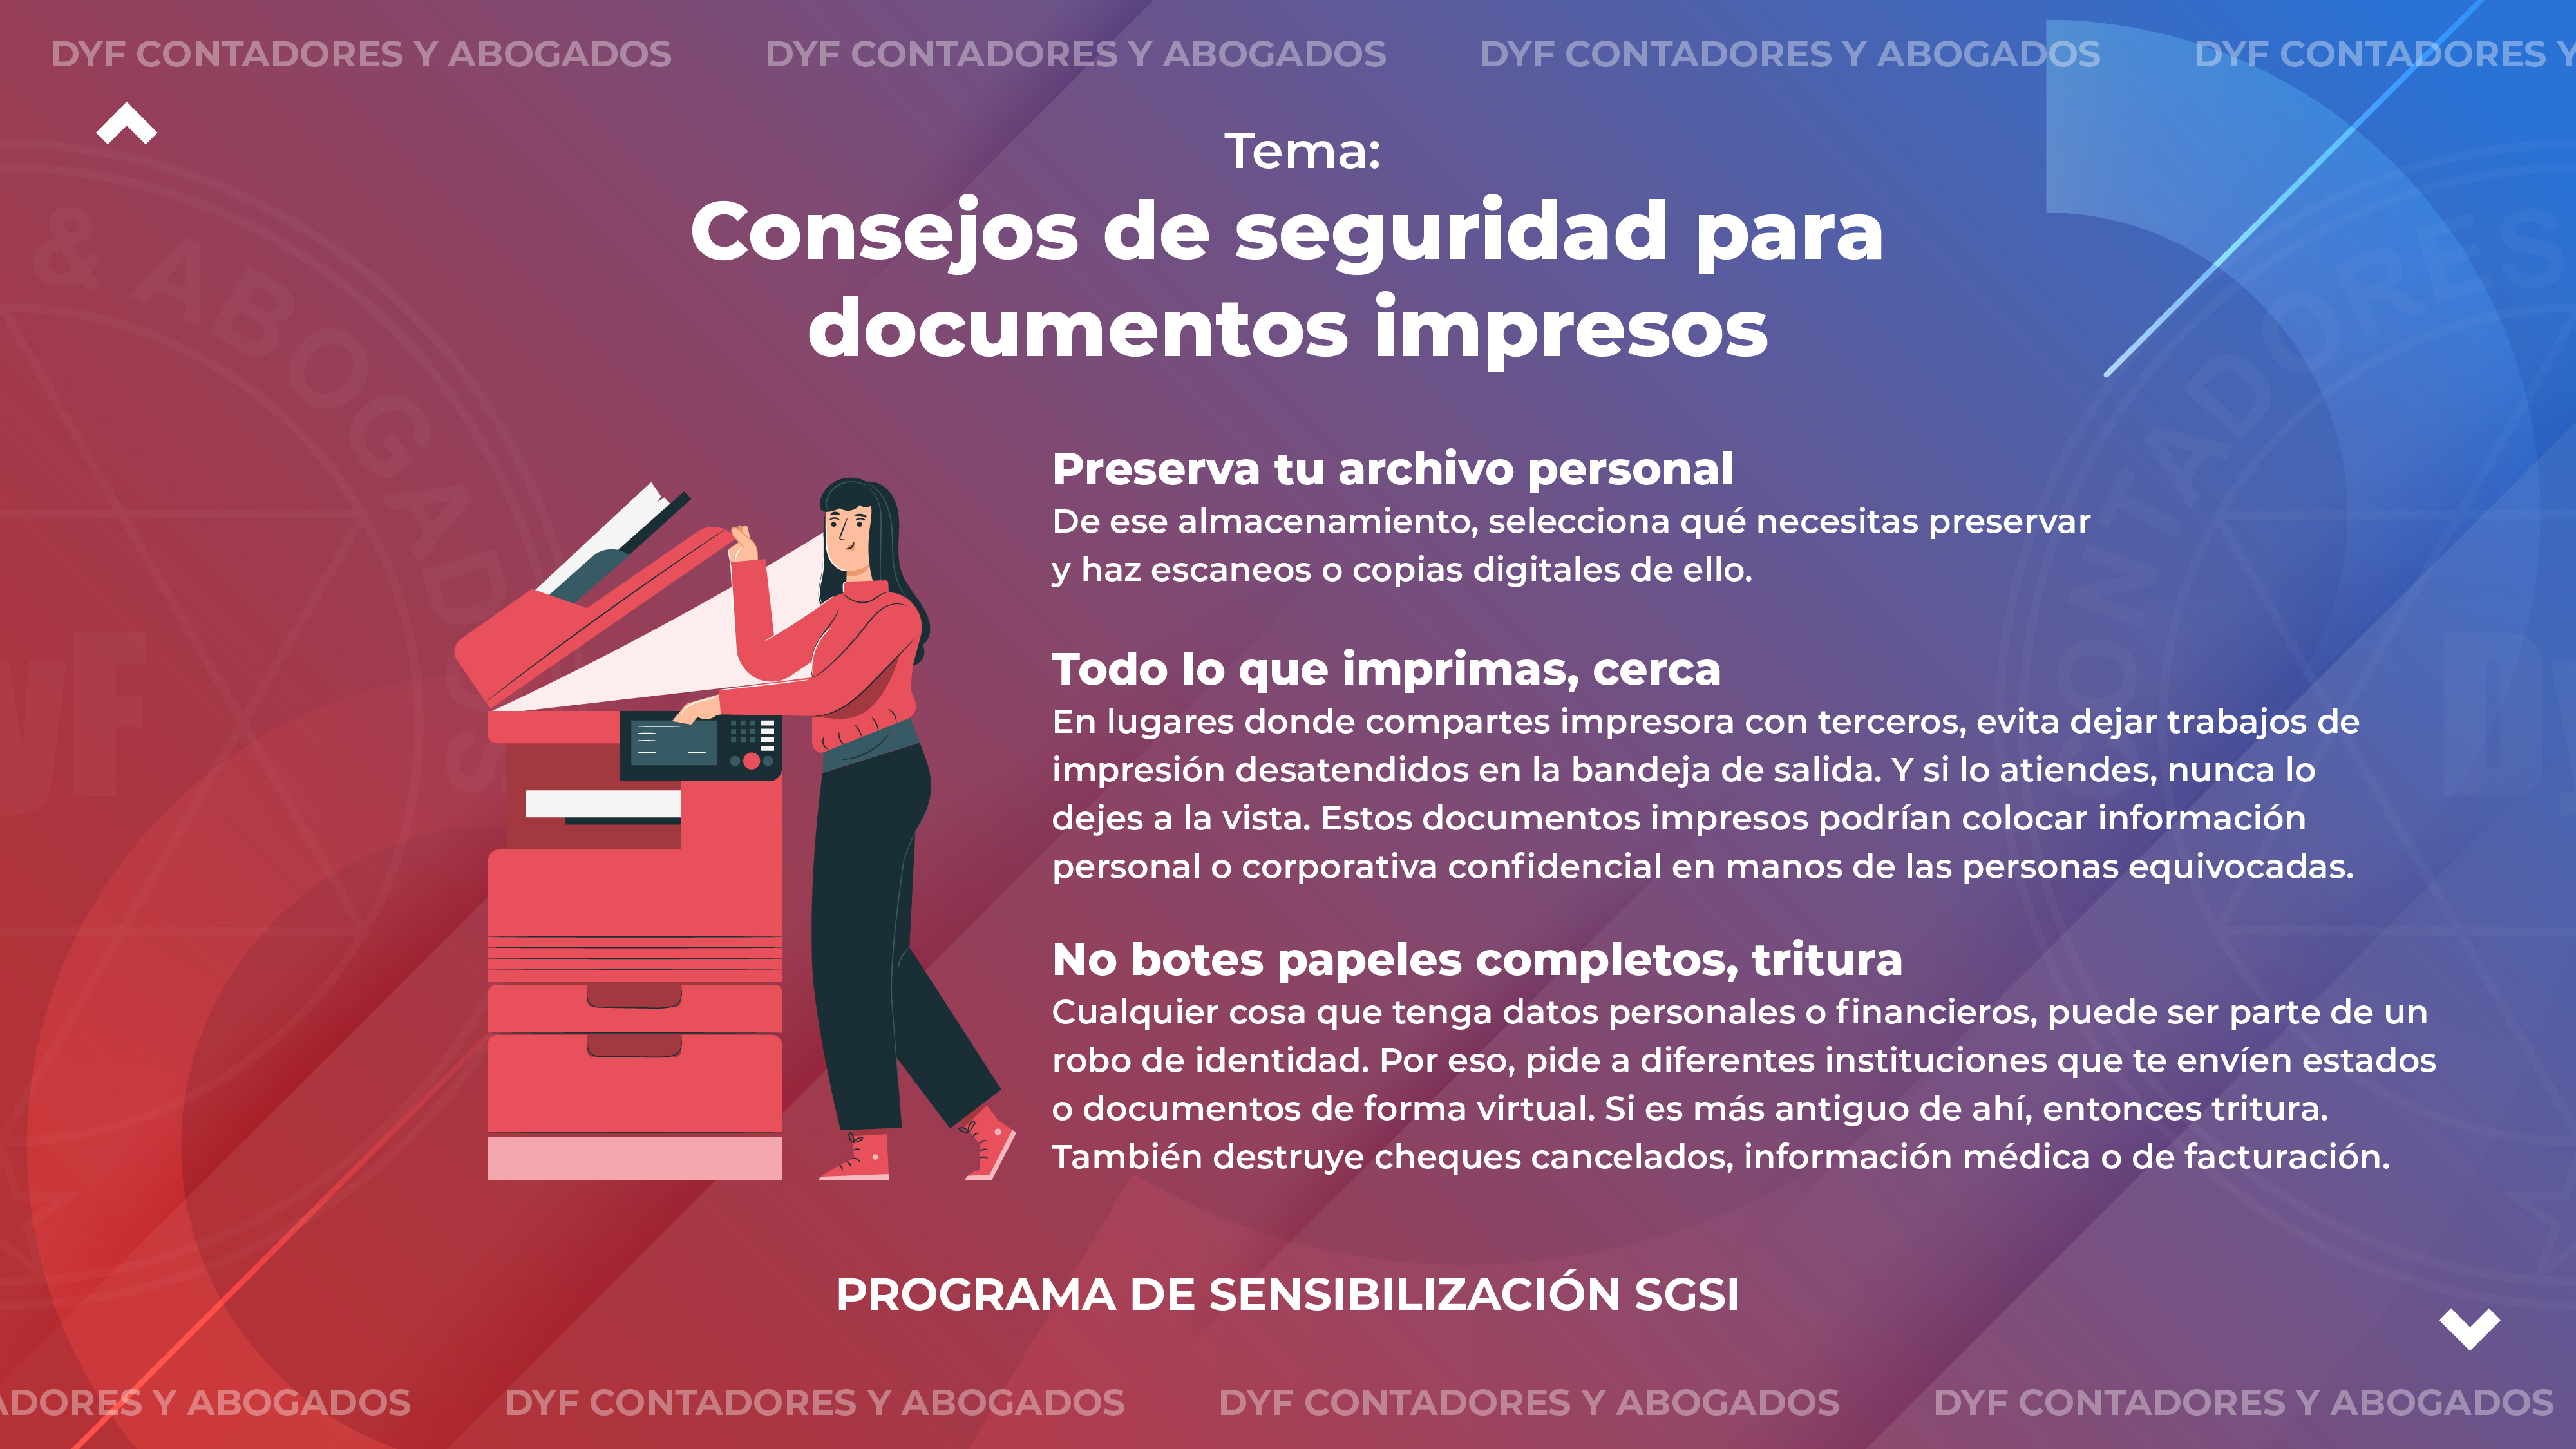 DYF CONTADORES Y ABOGADOS DYF CONTADORES Y ABOGADOS DYF CONTADORES Y ABOGADOS DYF CONTADORES Y
Tema:
Consejos de seguridad para
documentos impresos
& ABOGADOS
CONTADORES
DyF
Preserva tu archivo personal
De ese almacenamiento, selecciona qué necesitas preservar
y haz escaneos o copias digitales de ello.
Todo lo que imprimas, cerca
En lugares donde compartes impresora con terceros, evita dejar trabajos de
impresión desatendidos en la bandeja de salida. Y si lo atiendes, nunca lo
dejes a la vista. Estos documentos impresos podrían colocar información
personal o corporativa confidencial en manos de las personas equivocadas.
No botes papeles completos, tritura
Cualquier cosa que tenga datos personales o financieros, puede ser parte de un
robo de identidad. Por eso, pide a diferentes instituciones que te envíen estados
o documentos de forma virtual. Si es más antiguo de ahí, entonces tritura.
También destruye cheques cancelados, información médica o de facturación.
PROGRAMA DE SENSIBILIZACIÓN SGSI
ADORES Y ABOGADOS DYF CONTADORES Y ABOGADOS DYF CONTADORES Y ABOGADOS DYF CONTADORES Y ABOGADOS